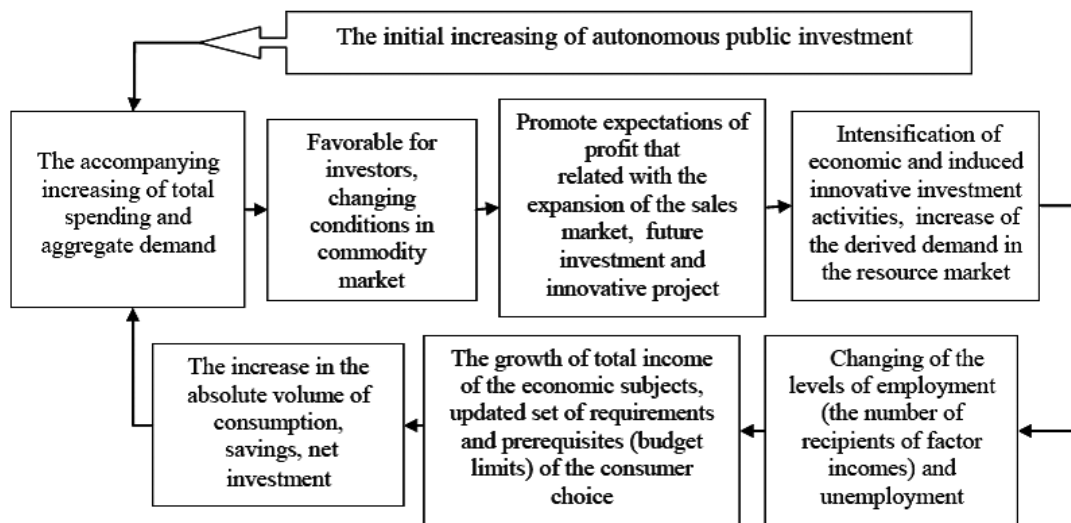 The initial increasing of autonomous public investment
The accompanying
increasing of total
spending and
aggregate demand
Favorable for
investors,
changing
conditions in
commodity
market
Promote expectations of
profit that
related with the
expansion of the sales
market, future
investment and
innovative project
Intensification of
economic and induced
innovative investment
activities, increase of
the derived demand in
the resource market
Changing of the
levels of employment
(the number of
recipients of factor
incomes) and
unemployment
The growth of total income
of the economic subjects,
updated set of requirements
and prerequisites (budget
limits) of the consumer
choice
The increase in the
absolute volume of
consumption,
savings, net
investment